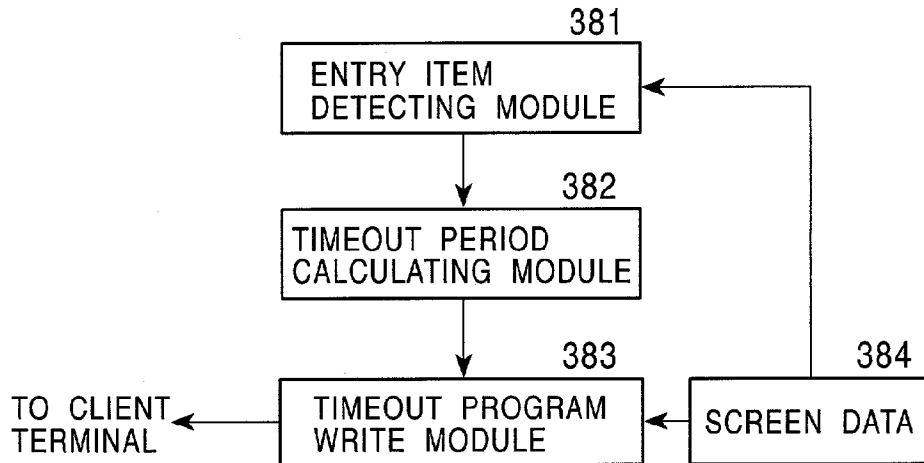 381
ENTRY ITEM
DETECTING MODULE
382
TIMEOUT PERIOD
CALCULATING MODULE
383
TIMEOUT PROGRAM
WRITE MODULE
384
SCREEN DATA
TO CLIENT
TERMINAL